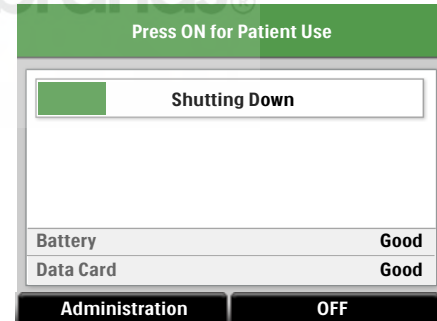 Press ON for Patient Use
Shutting Down
Battery Good
Data Card Good
Administration OFF